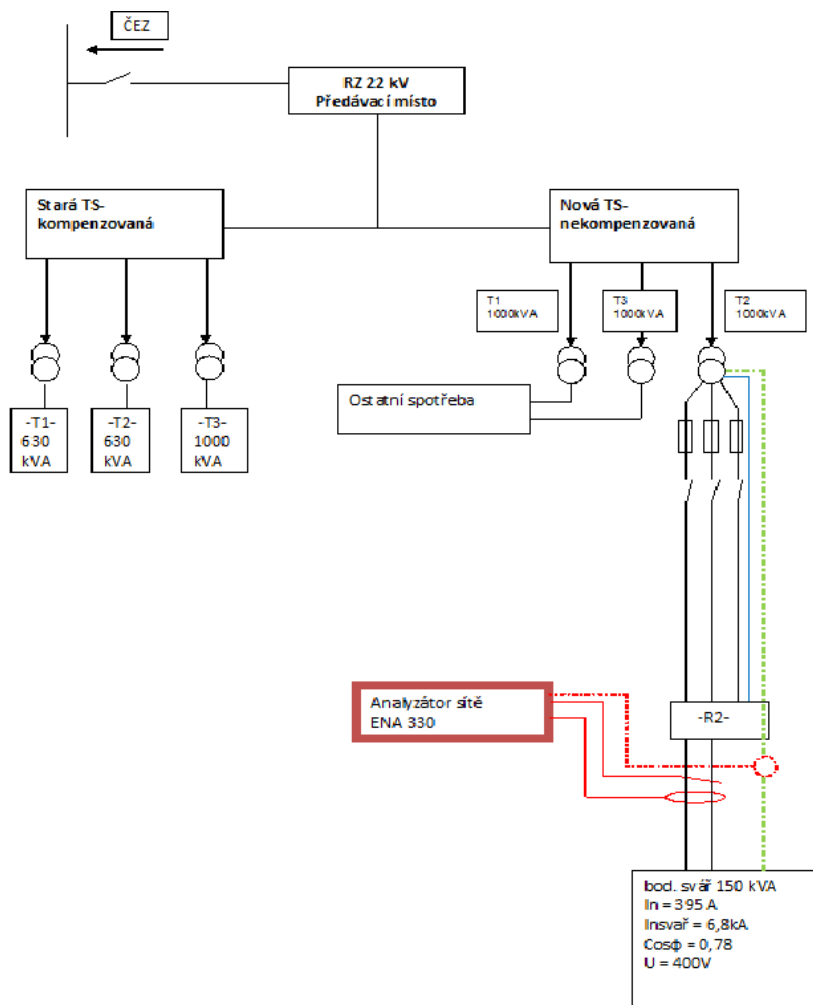 ČEZ
RZ 22 kV
Předávací místo
Stará TS-
kompenzovaná
Nová TS-
nekompenzovaná
T1
1000kVA
T3
1000kVA
T2
1000kVA
Ostatní spotřeba
-T1-
630
kVA
-T2-
630
kVA
-T3-
1000
kVA
Analyzátor sítě
ENA 330
-R2-
bod. svář 150 kVA
In = 395 A
Insvař = 6,8kA
Cosφ = 0,78
U = 400V